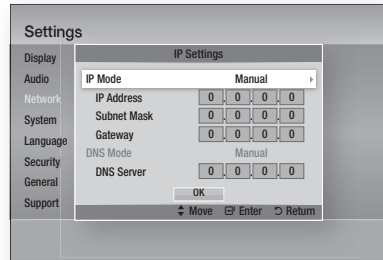 Settings
Display
Audio
Network
System
Language
Security
General
Support
IP Settings
IP Mode Manual
IP Address 0 . 0 . 0 . 0
Subnet Mask 0 . 0 . 0 . 0
Gateway 0 . 0 . 0 . 0
DNS Mode Manual
DNS Server 0 . 0 . 0 . 0
OK
Move Enter Return